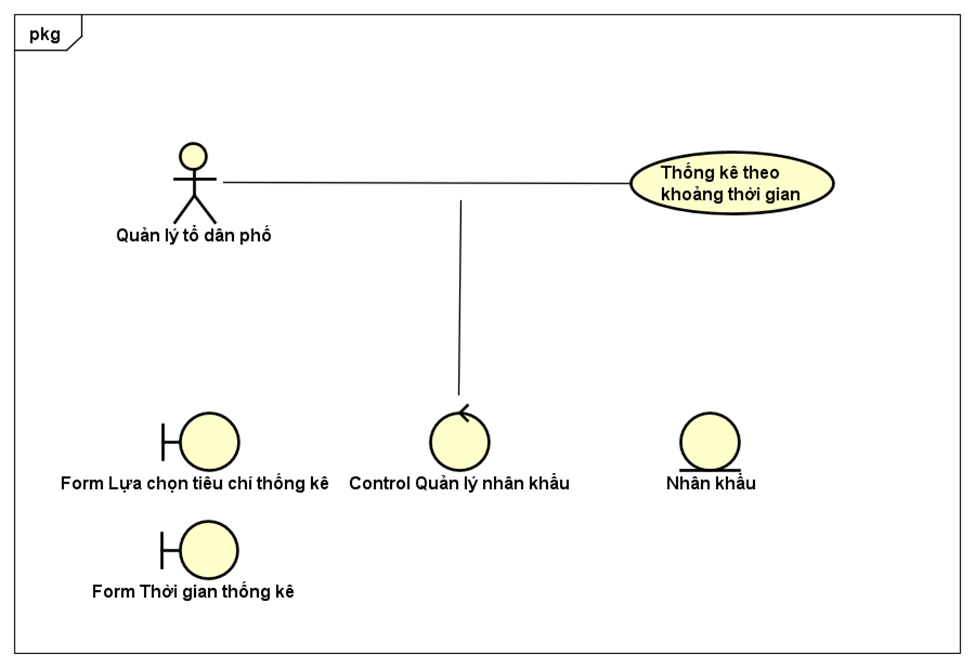 pkg
Thống kê theo
khoảng thời gian
Quản lý tổ dân phố
Form Lựa chọn tiêu chí thống kê
Control Quản lý nhân khẩu
Nhân khẩu
Form Thời gian thống kê